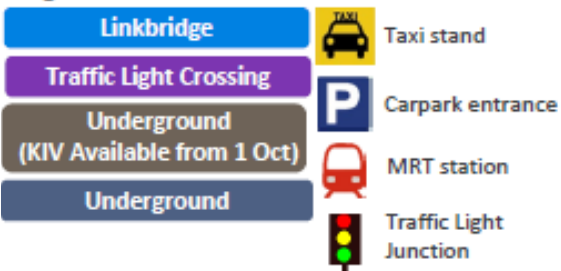 Linkbridge
Traffic Light Crossing
Underground
(KIV Available from 1 Oct)
Underground
TAXI
Taxi stand
P
Carpark entrance
MRT station
Traffic Light
Junction